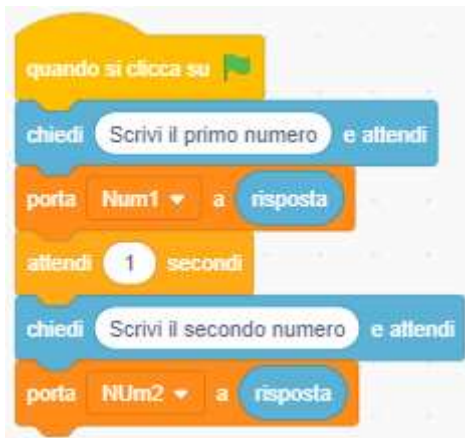 quando si clicca su
chiedi Scrivi il primo numero e attendi
porta Num1 a risposta
attendi 1 secondi
chiedi Scrivi il secondo numero e attendi
porta NUm2 a risposta